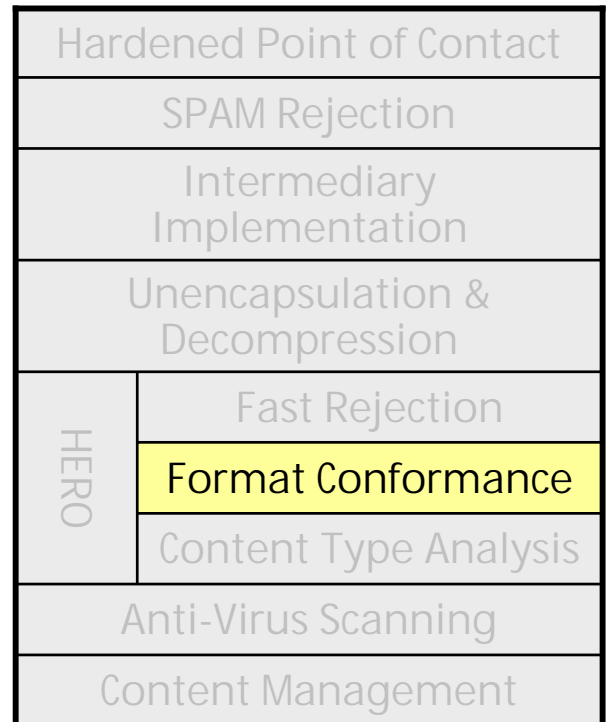 Hardened Point of Contact
SPAM Rejection
Intermediary
Implementation
Unencapsulation &
Decompression
HERO
Fast Rejection
Format Conformance
Content Type Analysis
Anti-Virus Scanning
Content Management